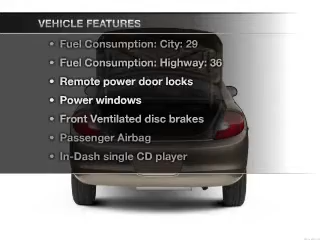 VEHICLE FEATURES
• Fuel Consumption: City: 29
• Fuel Consumption: Highway: 36
• Remote power door locks
• Power windows
• Front Ventilated disc brakes
• Passenger Airbag
• In-Dash single CD player